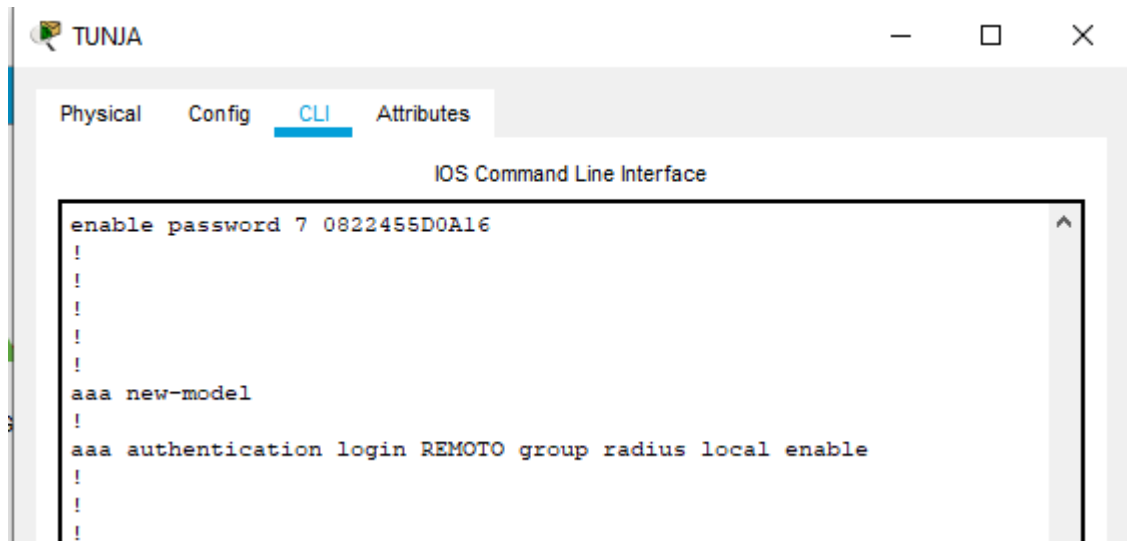 TUNJA
Physical Config CLI Attributes
IOS Command Line Interface
enable password 7 0822455D0A16
!
!
!
!
!
aaa new-model
!
aaa authentication login REMOTO group radius local enable
!
!
!